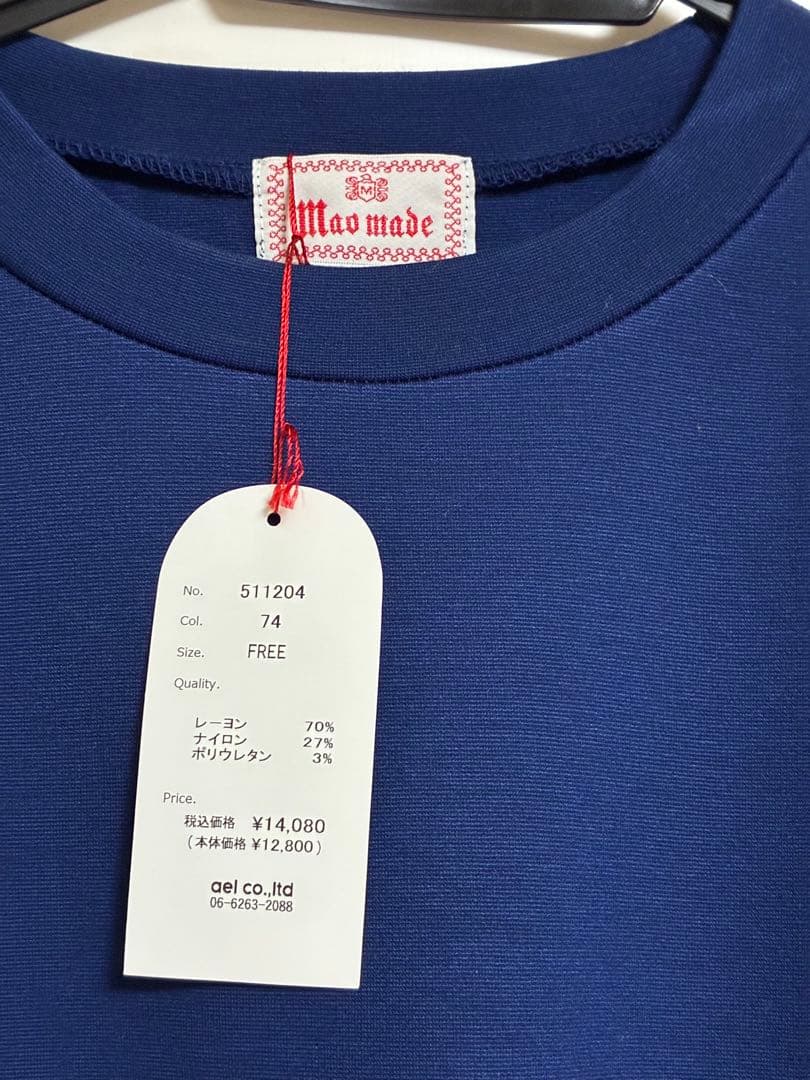 M
Mao made
No. 511204
Col. 74
Size. FREE
Quality.
レーヨン 70%
ナイロン 27%
ポリウレタン 3%
Price.
税込価格 ¥14,080
(本体価格 ¥12,800)
ael co.,ltd
06-6263-2088